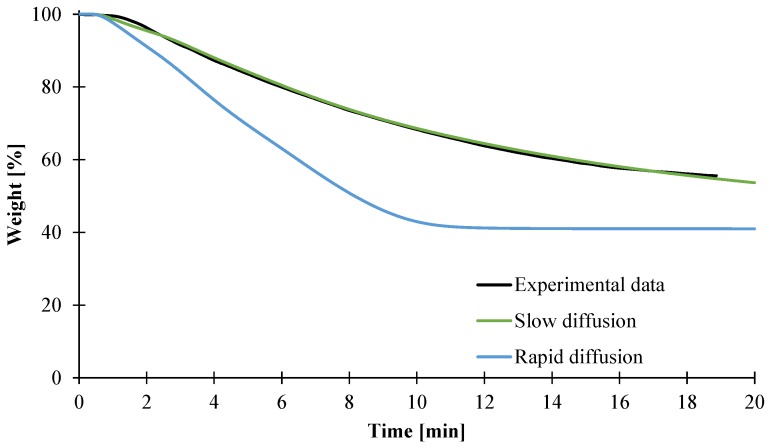 100
80
60
40
20
0
Weight [%]
Experimental data
Slow diffusion
Rapid diffusion
0 2 4 6 8 10 12 14 16 18 20
Time [min]